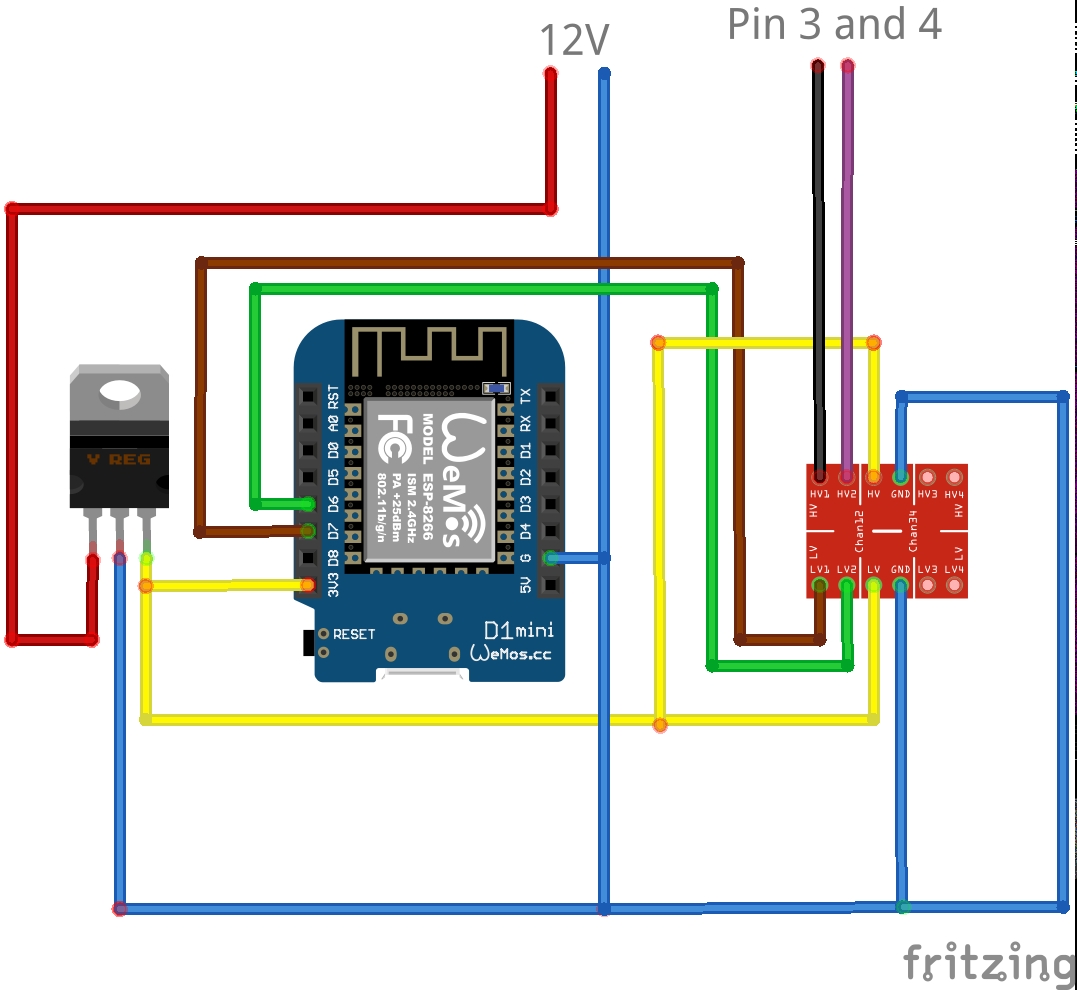 12V
Pin 3 and 4
V REG
RST
A0
D0
D5
D6
D7
D8
3V3
TX
RX
D1
D2
D3
D4
G
5V
WeMos
MODEL ESP-8266
ISM 2.4GHz
PA +25dBm
802.11b/g/n
FC
RESET
D1mini
WeMos.cc
HV1 HV2 HV GND HV3 HV4
HV
Chan12
Chan34
HV
LV
LV
LV1 LV2 LV GND LV3 LV4
fritzing